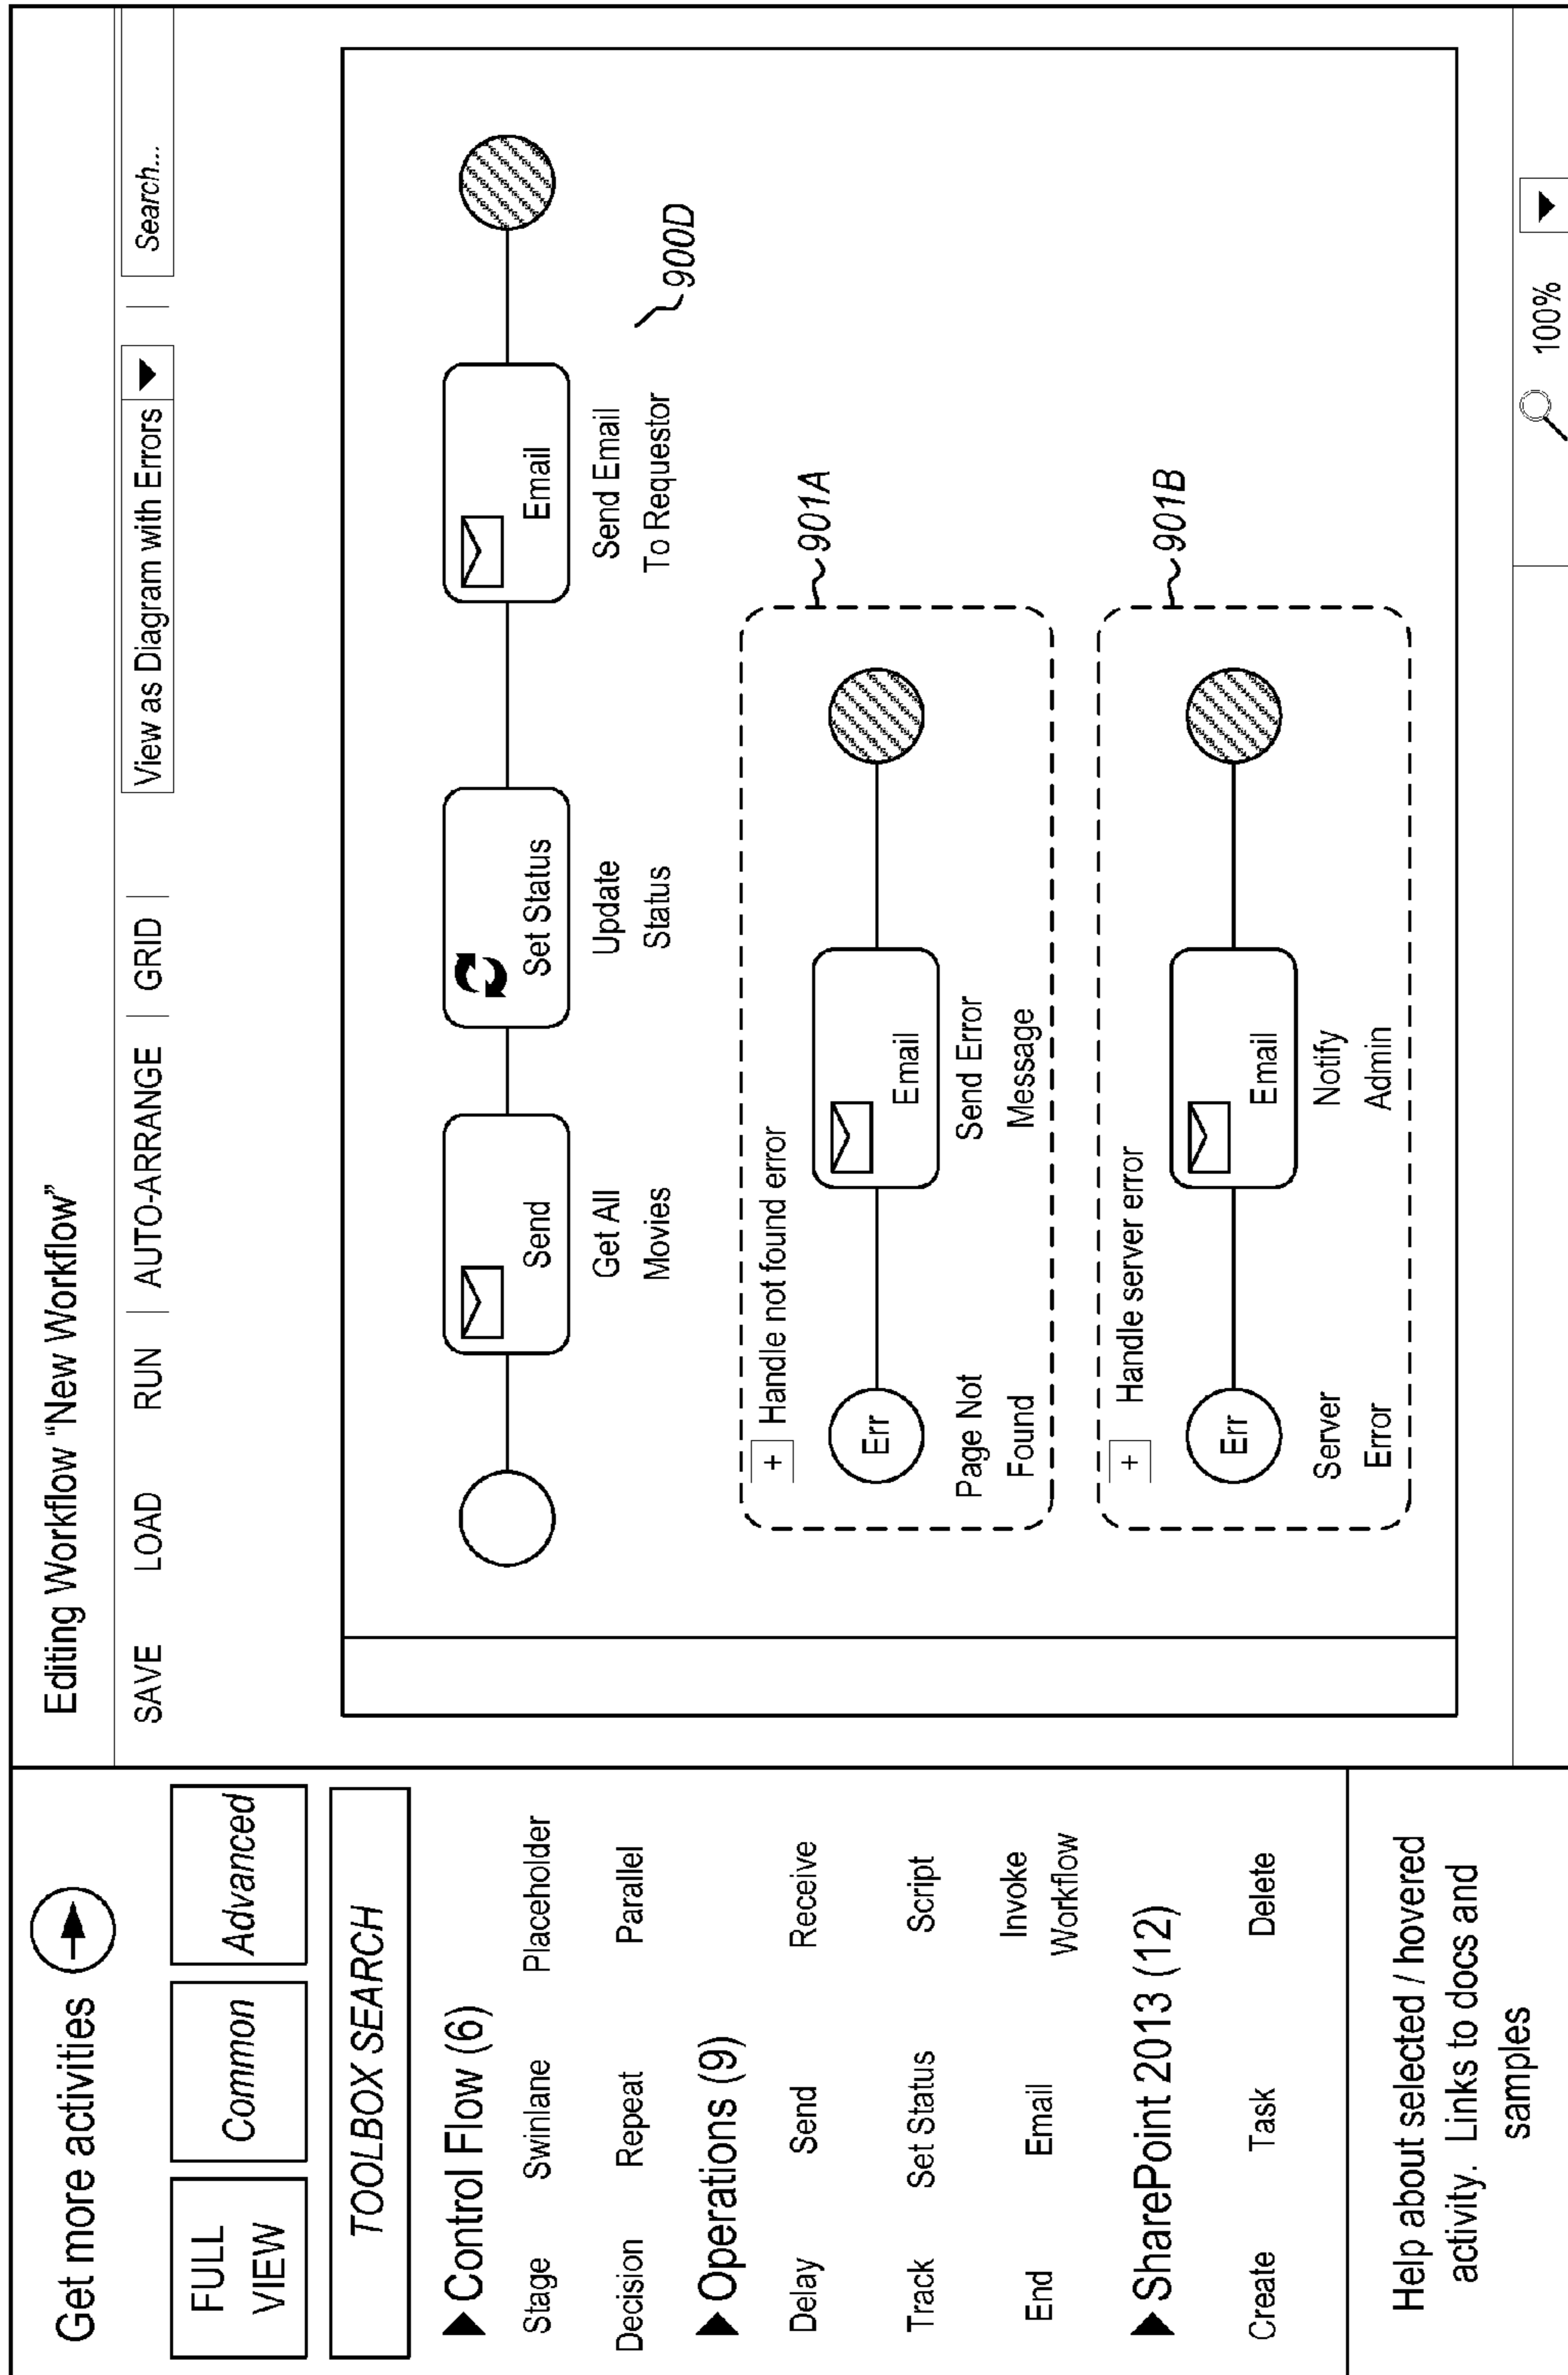 Get more activities
FULL
VIEW
Common
Advanced
TOOLBOX SEARCH
Control Flow (6)
Stage Swinlane Placeholder
Decision Repeat Parallel
Operations (9)
Delay Send Receive
Track Set Status Script
End Email Invoke
Workflow
SharePoint 2013 (12)
Create Task Delete
Help about selected / hovered
activity. Links to docs and
samples
Editing Workflow “New Workflow”
SAVE LOAD RUN | AUTO-ARRANGE | GRID | View as Diagram with Errors | Search...
Send
Get All
Movies
Set Status
Update
Status
Email
Send Email
To Requestor
900D
+ Handle not found error
901A
Err
Page Not
Found
Email
Send Error
Message
+ Handle server error
901B
Err
Server
Error
Email
Notify
Admin
100%